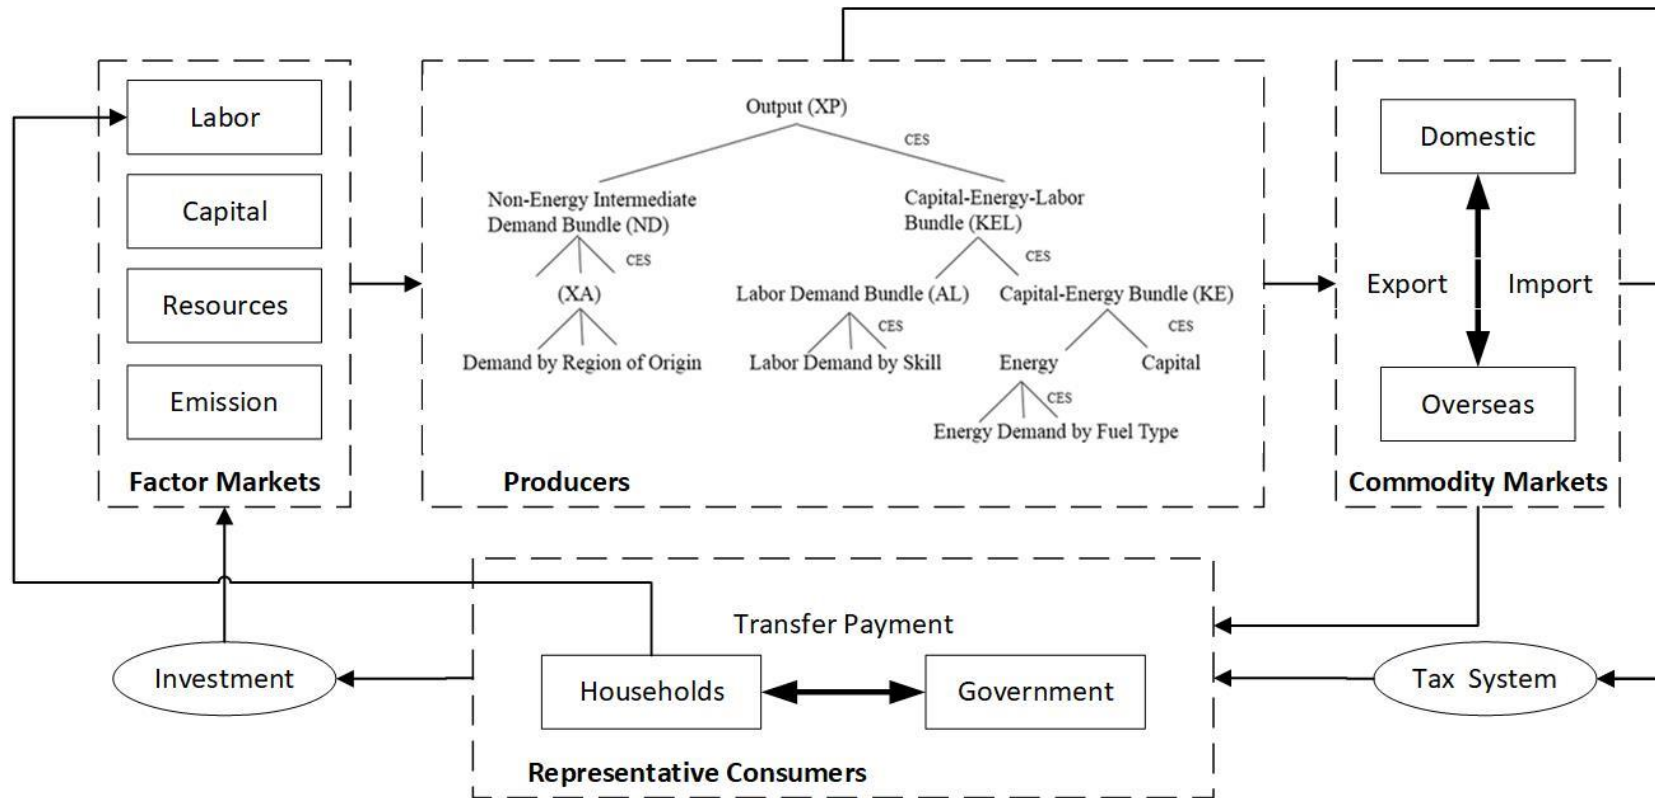 Labor
Capital
Resources
Emission
Factor Markets
Output (XP)
CES
Non-Energy Intermediate
Demand Bundle (ND)
CES
(XA)
Demand by Region of Origin
Capital-Energy-Labor
Bundle (KEL)
CES
Labor Demand Bundle (AL)
CES
Labor Demand by Skill
Capital-Energy Bundle (KE)
CES
Energy
Capital
CES
Energy Demand by Fuel Type
Producers
Domestic
Export
Import
Overseas
Commodity Markets
Transfer Payment
Households
Government
Representative Consumers
Investment
Tax System